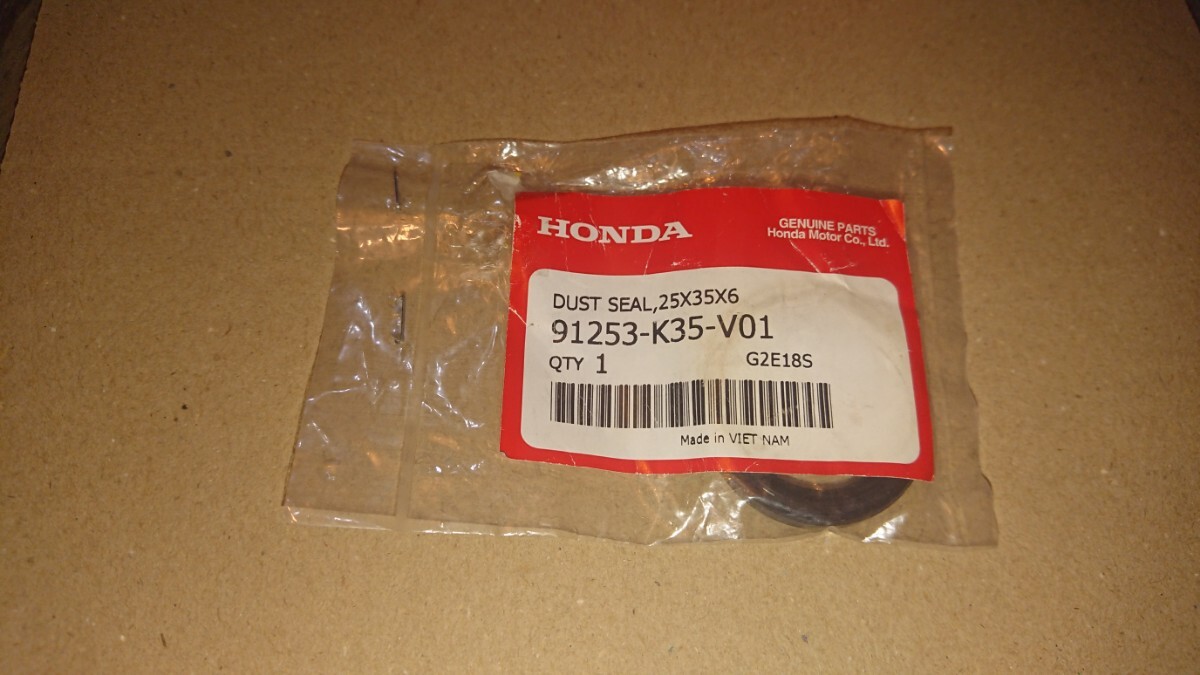 HONDA
GENUINE PARTS
Honda Motor Co., Ltd.
DUST SEAL,25X35X6
91253-K35-V01
QTY 1 G2E18S
Made in VIET NAM